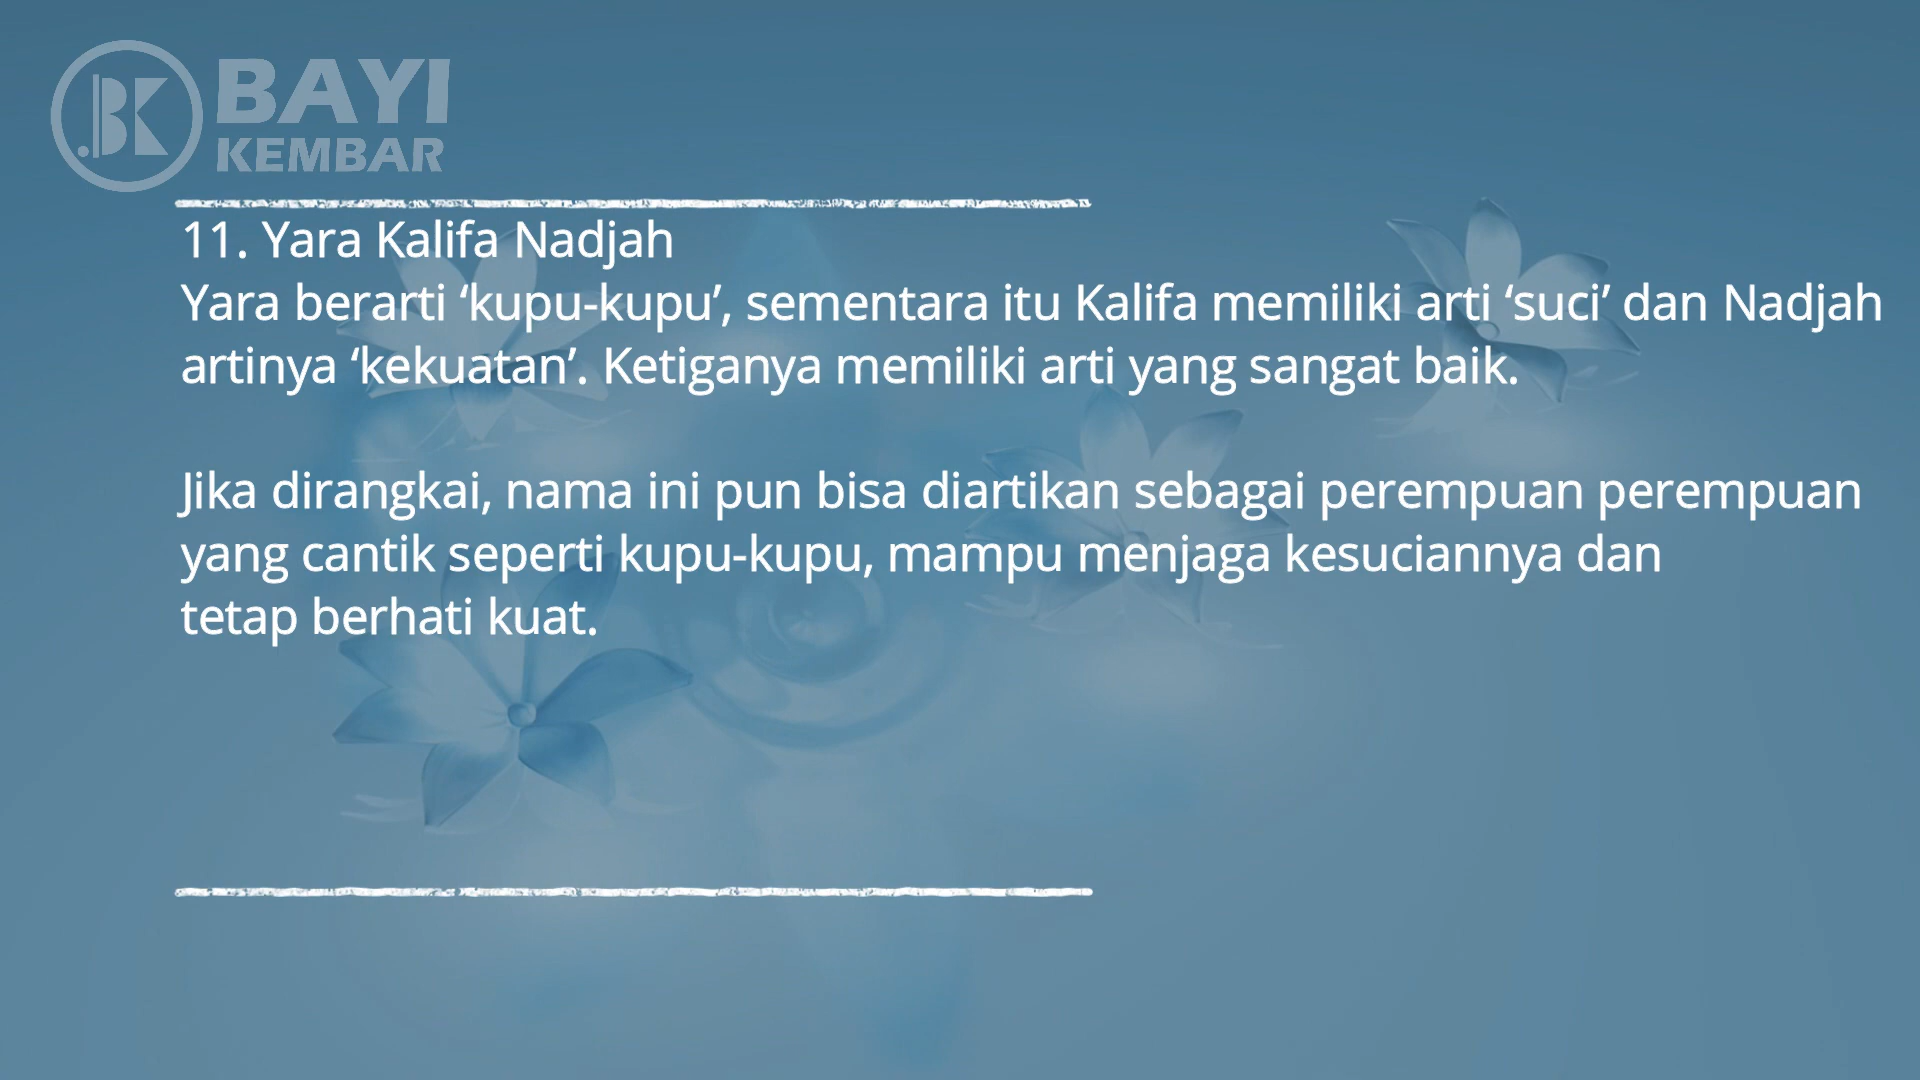 .BK BAYI
KEMBAR
11. Yara Kalifa Nadjah
Yara berarti ‘kupu-kupu’, sementara itu Kalifa memiliki arti ‘suci’ dan Nadjah
artinya ‘kekuatan’. Ketiganya memiliki arti yang sangat baik.
Jika dirangkai, nama ini pun bisa diartikan sebagai perempuan perempuan
yang cantik seperti kupu-kupu, mampu menjaga kesuciannya dan
tetap berhati kuat.